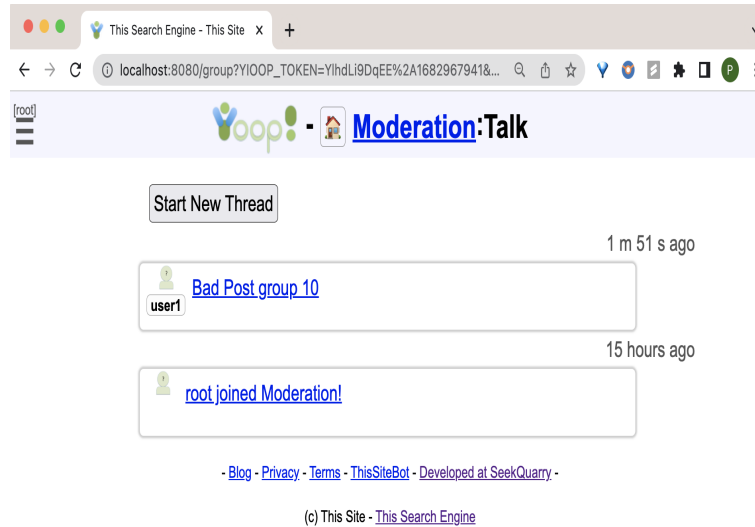 This Search Engine - This Site
localhost:8080/group?YIOOP_TOKEN=YlhdLi9DqEE%2A1682967941&...
P
[root]
Yioop! - Moderation:Talk
Start New Thread
1 m 51 s ago
Bad Post group 10
user1
15 hours ago
root joined Moderation!
- Blog - Privacy - Terms - ThisSiteBot - Developed at SeekQuarry -
(c) This Site - This Search Engine